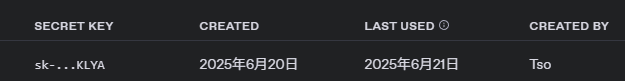 SECRET KEY CREATED LAST USED CREATED BY
sk-...KLYA 2025年6月20日 2025年6月21日 Tso